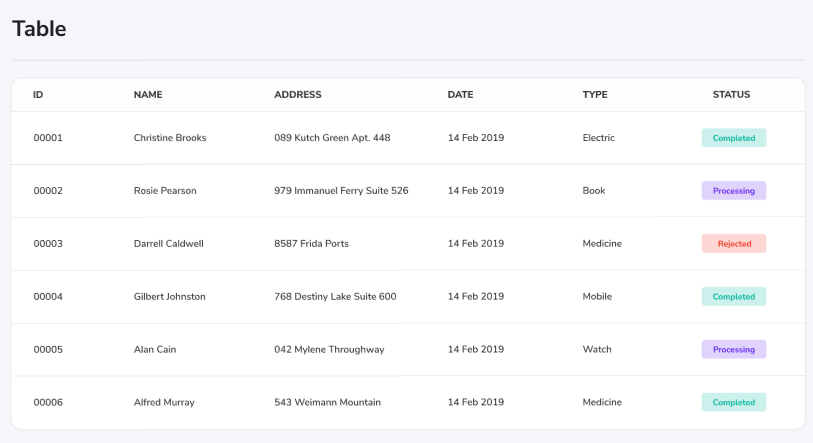 Table
ID NAME ADDRESS DATE TYPE STATUS
00001 Christine Brooks 089 Kutch Green Apt. 448 14 Feb 2019 Electric Completed
00002 Rosie Pearson 979 Immanuel Ferry Suite 526 14 Feb 2019 Book Processing
00003 Darrell Caldwell 8587 Frida Ports 14 Feb 2019 Medicine Rejected
00004 Gilbert Johnston 768 Destiny Lake Suite 600 14 Feb 2019 Mobile Completed
00005 Alan Cain 042 Mylene Throughway 14 Feb 2019 Watch Processing
00006 Alfred Murray 543 Weimann Mountain 14 Feb 2019 Medicine Completed